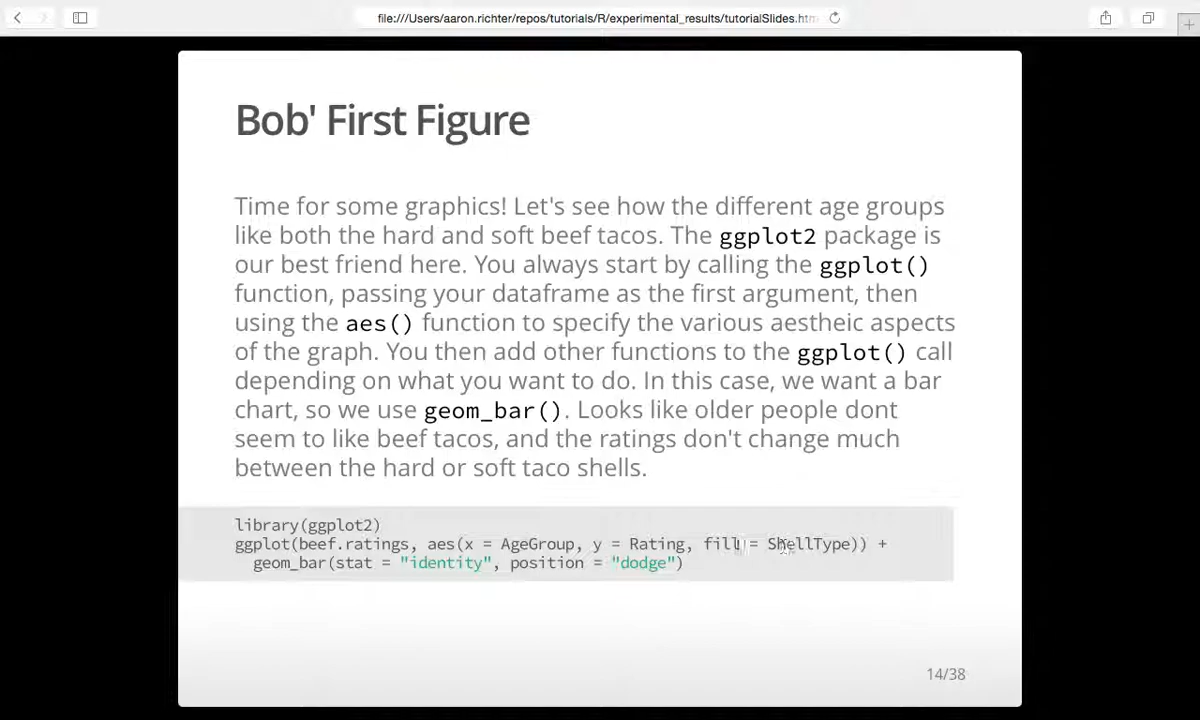 file:///Users/aaron.richter/repos/tutorials/R/experimental_results/tutorialSlides.htm
Bob' First Figure
Time for some graphics! Let's see how the different age groups
like both the hard and soft beef tacos. The ggplot2 package is
our best friend here. You always start by calling the ggplot()
function, passing your dataframe as the first argument, then
using the aes() function to specify the various aestheic aspects
of the graph. You then add other functions to the ggplot() call
depending on what you want to do. In this case, we want a bar
chart, so we use geom_bar(). Looks like older people dont
seem to like beef tacos, and the ratings don't change much
between the hard or soft taco shells.
library(ggplot2)
ggplot(beef.ratings, aes(x = AgeGroup, y = Rating, fill = ShellType)) +
geom_bar(stat = "identity", position = "dodge")
14/38